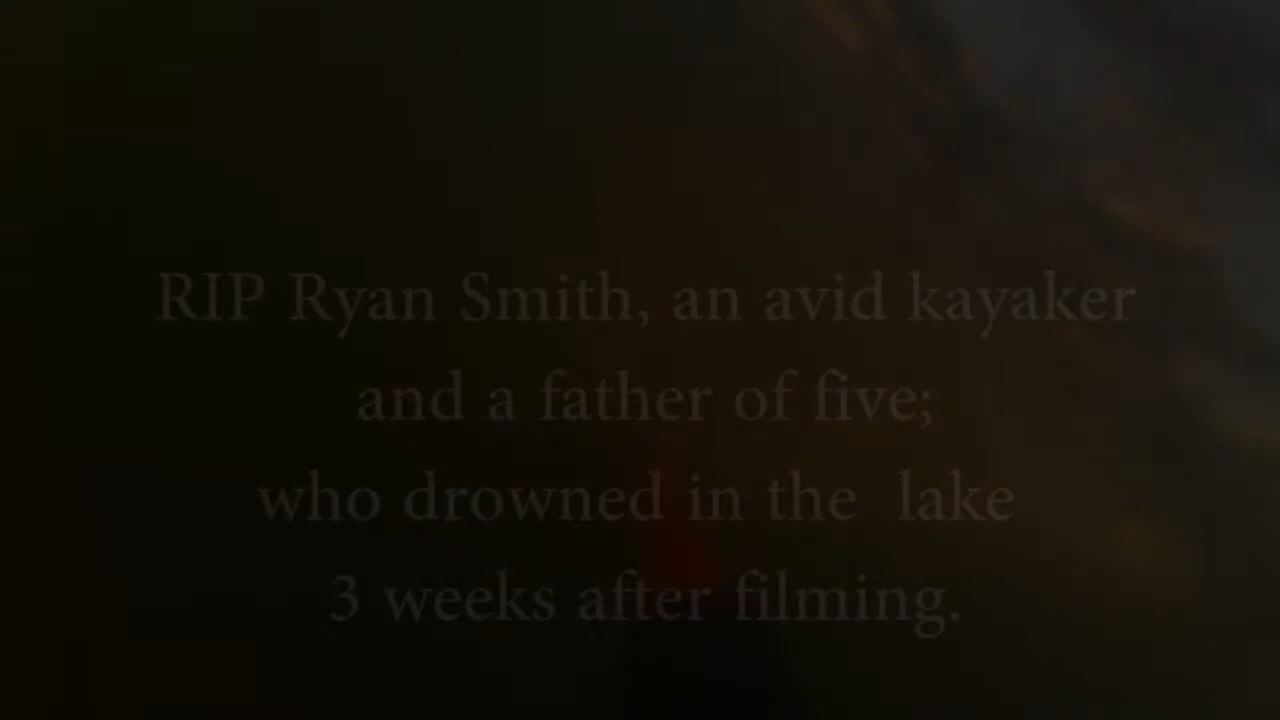 RIP Ryan Smith, an avid kayaker
and a father of five;
who drowned in the lake
3 weeks after filming.